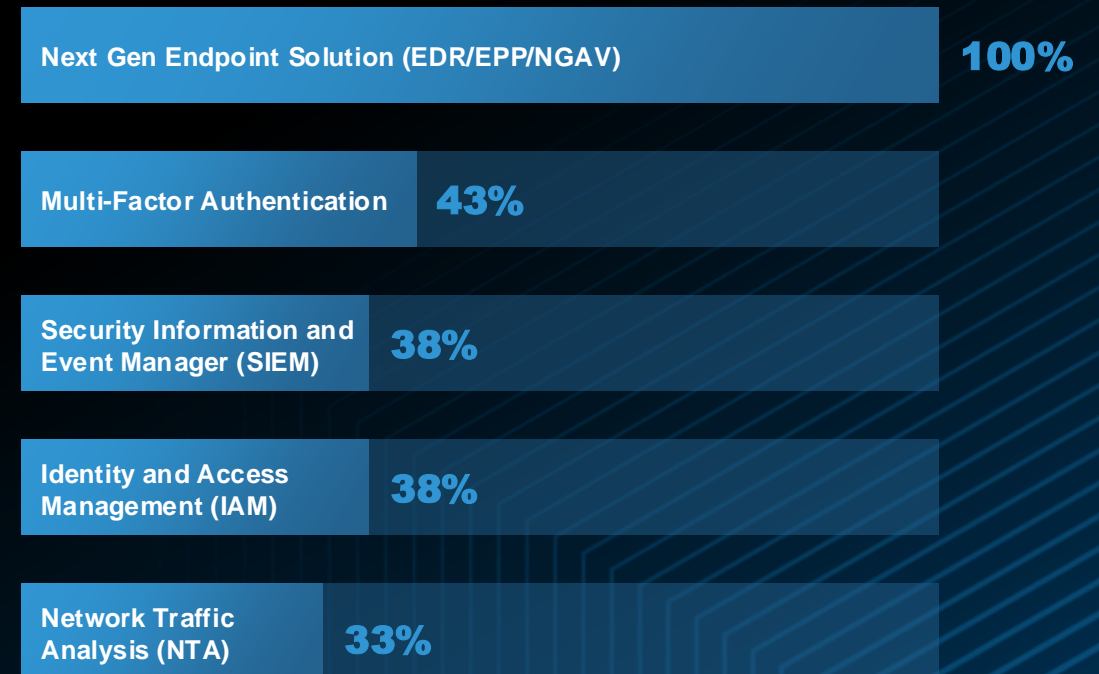 Next Gen Endpoint Solution (EDR/EPP/NGAV)
100%
Multi-Factor Authentication
43%
Security Information and
Event Manager (SIEM)
38%
Identity and Access
Management (IAM)
38%
Network Traffic
Analysis (NTA)
33%